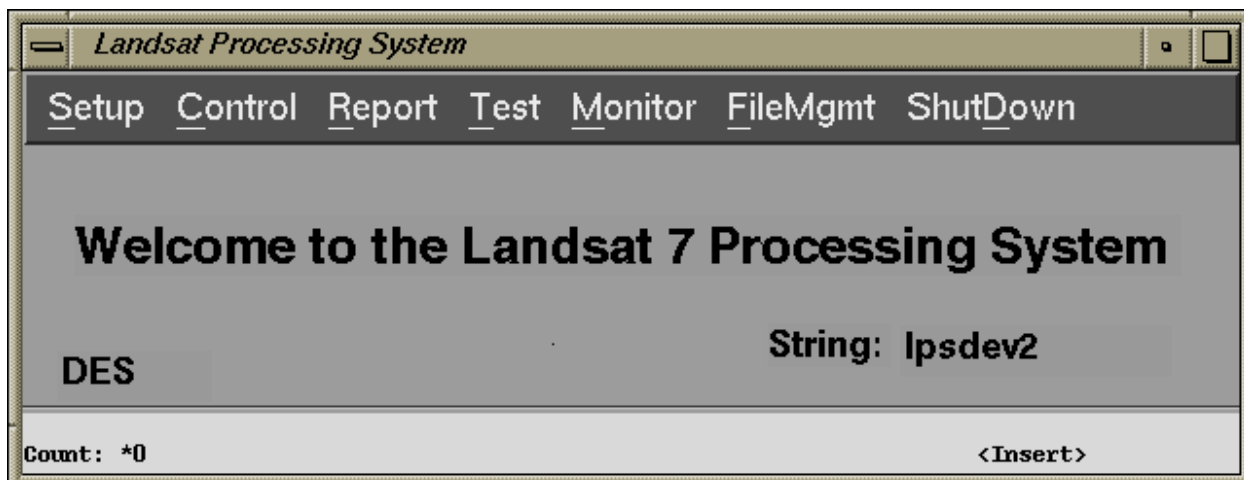 Landsat Processing System
Setup Control Report Test Monitor FileMgmt ShutDown
Welcome to the Landsat 7 Processing System
String: lpsdev2
DES
Count: *0 <Insert>